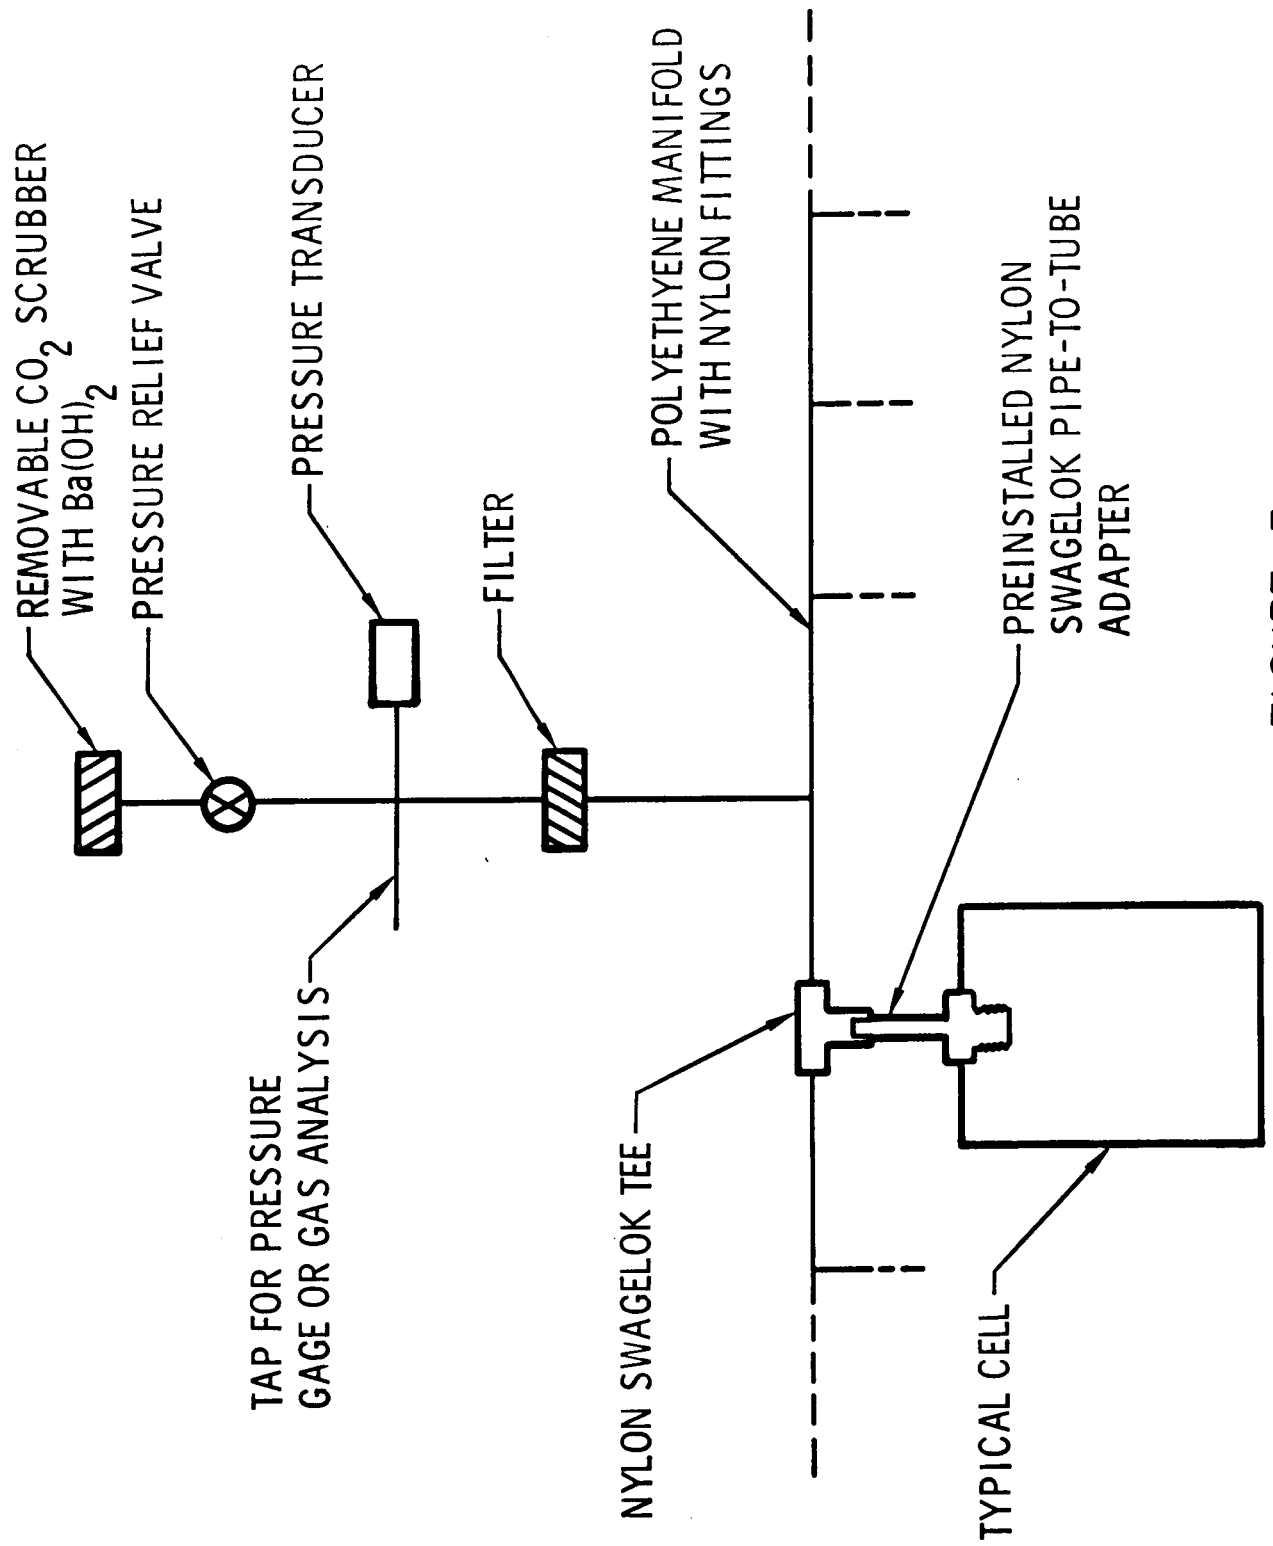 REMOVABLE CO2 SCRUBBER
WITH Ba(OH)2
PRESSURE RELIEF VALVE
PRESSURE TRANSDUCER
TAP FOR PRESSURE
GAGE OR GAS ANALYSIS
FILTER
POLYETHYENE MANIFOLD
WITH NYLON FITTINGS
NYLON SWAGELOK TEE
PREINSTALLED NYLON
SWAGELOK PIPE-TO-TUBE
ADAPTER
TYPICAL CELL